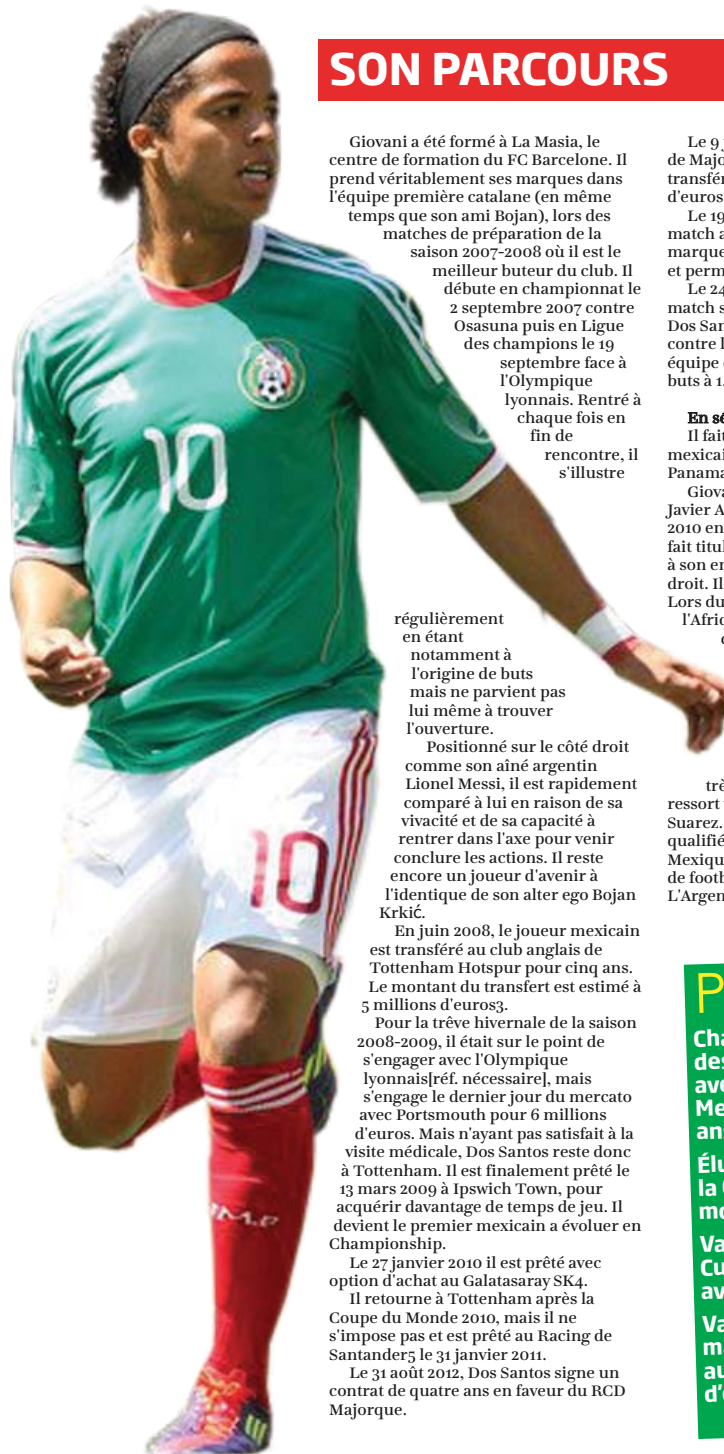 SON PARCOURS
Giovani a été formé à La Masia, le
centre de formation du FC Barcelone. Il
prend véritablement ses marques dans
l'équipe première catalane (en même
temps que son ami Bojan), lors des
matches de préparation de la
saison 2007-2008 où il est le
meilleur buteur du club. Il
débute en championnat le
2 septembre 2007 contre
Osasuna puis en Ligue
des champions le 19
septembre face à
l'Olympique
lyonnais. Rentré à
chaque fois en
fin de
rencontre, il
s'illustre
régulièrement
en étant
notamment à
l'origine de buts
mais ne parvient pas
lui même à trouver
l'ouverture.
Positionné sur le côté droit
comme son aîné argentin
Lionel Messi, il est rapidement
comparé à lui en raison de sa
vivacité et de sa capacité à
rentrer dans l'axe pour venir
conclure les actions. Il reste
encore un joueur d'avenir à
l'identique de son alter ego Bojan
Krkić.
En juin 2008, le joueur mexicain
est transféré au club anglais de
Tottenham Hotspur pour cinq ans.
Le montant du transfert est estimé à
5 millions d'euros3.
Pour la trêve hivernale de la saison
2008-2009, il était sur le point de
s'engager avec l'Olympique
lyonnais[réf. nécessaire], mais
s'engage le dernier jour du mercato
avec Portsmouth pour 6 millions
d'euros. Mais n'ayant pas satisfait à la
visite médicale, Dos Santos reste donc
à Tottenham. Il est finalement prêté le
13 mars 2009 à Ipswich Town, pour
acquérir davantage de temps de jeu. Il
devient le premier mexicain a évoluer en
Championship.
Le 27 janvier 2010 il est prêté avec
option d'achat au Galatasaray SK4.
Il retourne à Tottenham après la
Coupe du Monde 2010, mais il ne
s'impose pas et est prêté au Racing de
Santander5 le 31 janvier 2011.
Le 31 août 2012, Dos Santos signe un
contrat de quatre ans en faveur du RCD
Majorque.
Le 9
de Majo
transfér
d'euros
Le 19
match a
marque
et perm
Le 24
match s
Dos San
contre l
équipe
buts à 1.
En sé
Il fait
mexicai
Panama
Giova
Javier A
2010 en
fait titul
à son en
droit. Il
Lors du
l'Afriq
trè
ressort
Suarez.
qualifié
Mexiqu
de footb
L'Argen
P
Cha
des
ave
Me
ans
Élu
la
mo
Va
Cu
av
Va
ma
au
d'
10
10